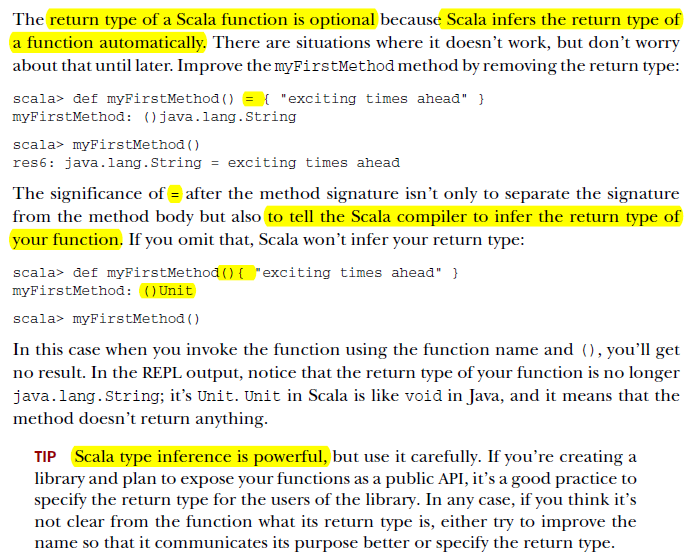 The return type of a Scala function is optional because Scala infers the return type of
a function automatically. There are situations where it doesn't work, but don't worry
about that until later. Improve the myFirstMethod method by removing the return type:
scala> def myFirstMethod() = { "exciting times ahead" }
myFirstMethod: ()java.lang.String
scala> myFirstMethod()
res6: java.lang.String = exciting times ahead
The significance of = after the method signature isn't only to separate the signature
from the method body but also to tell the Scala compiler to infer the return type of
your function. If you omit that, Scala won't infer your return type:
scala> def myFirstMethod(){ "exciting times ahead" }
myFirstMethod: ()Unit
scala> myFirstMethod()
In this case when you invoke the function using the function name and (), you'll get
no result. In the REPL output, notice that the return type of your function is no longer
java.lang.String; it's Unit. Unit in Scala is like void in Java, and it means that the
method doesn't return anything.
TIP Scala type inference is powerful, but use it carefully. If you're creating a
library and plan to expose your functions as a public API, it's a good practice to
specify the return type for the users of the library. In any case, if you think it's
not clear from the function what its return type is, either try to improve the
name so that it communicates its purpose better or specify the return type.